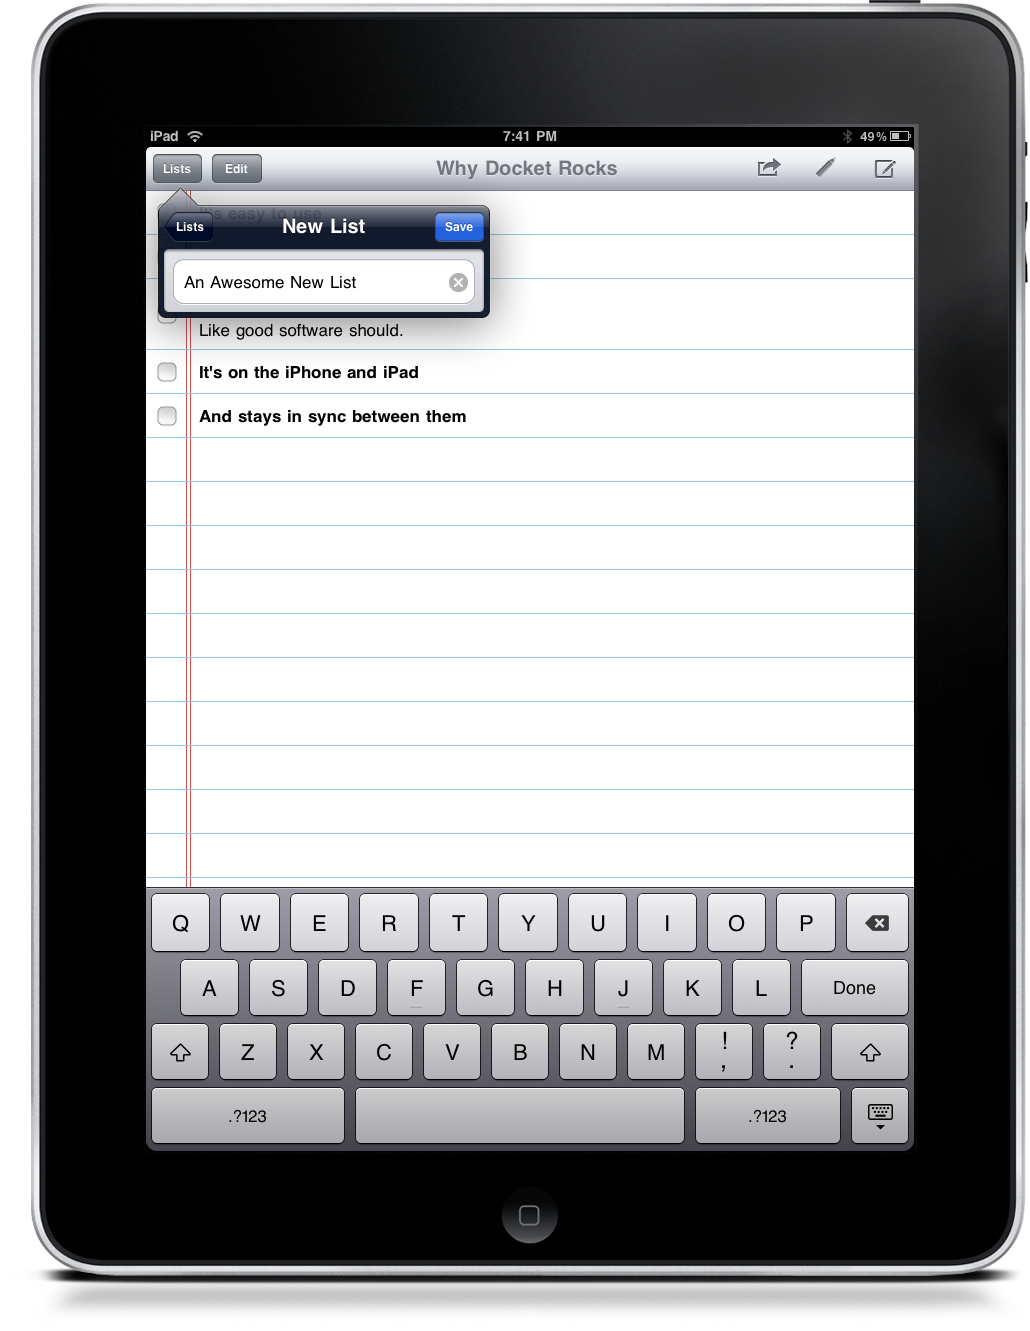 iPad 7:41 PM 49%
Lists Edit Why Docket Rocks
It's easy to use
Lists New List Save
An Awesome New List
Like good software should.
It's on the iPhone and iPad
And stays in sync between them
Q W E R T Y U I O P
A S D F G H J K L Done
Z X C V B N M ! , ? .
.?123 .?123